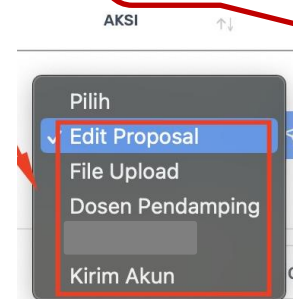 AKSI
Pilih
Edit Proposal
File Upload
Dosen Pendamping
Kirim Akun